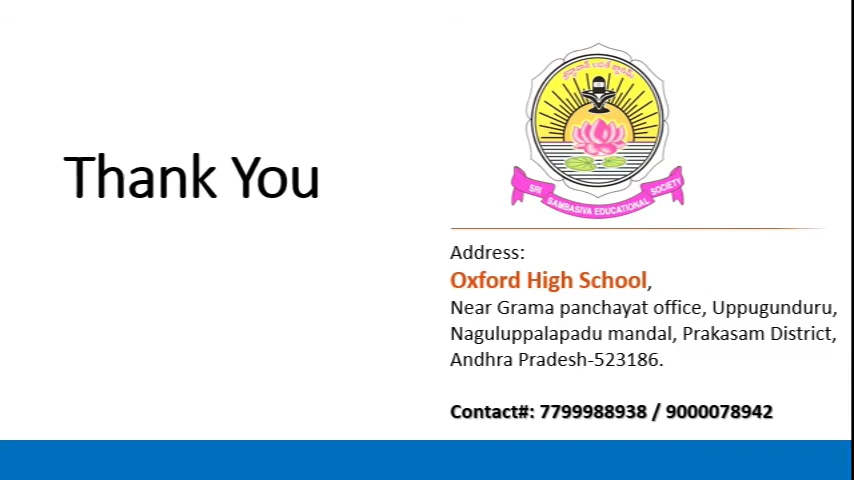 Thank You
SRI SAMBASIVA EDUCATIONAL SOCIETY
Address:
Oxford High School,
Near Grama panchayat office, Uppugunduru,
Naguluppalapadu mandal, Prakasam District,
Andhra Pradesh-523186.
Contact#: 7799988938 / 9000078942